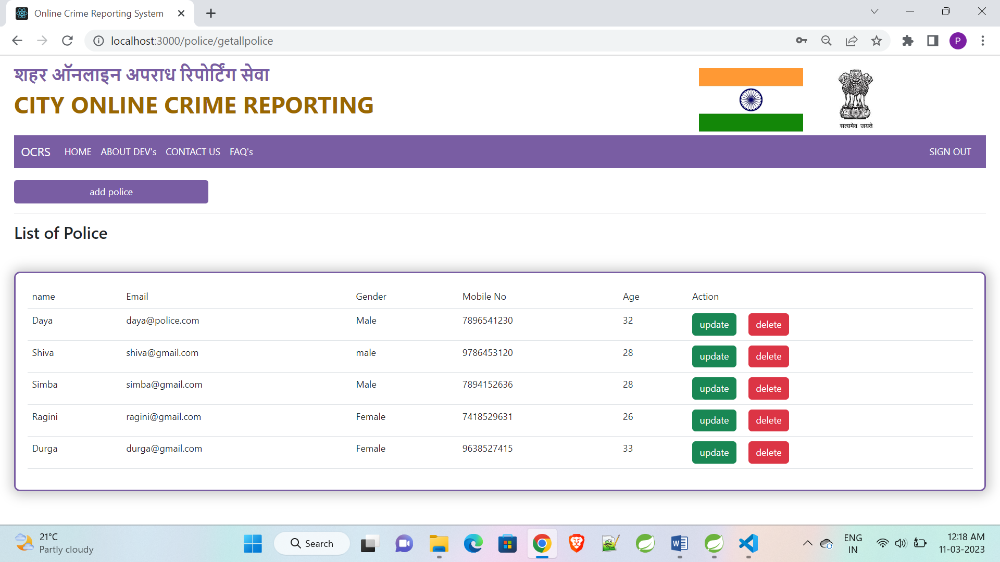 Online Crime Reporting System
localhost:3000/police/getallpolice
P
शहर ऑनलाइन अपराध रिपोर्टिंग सेवा
CITY ONLINE CRIME REPORTING
सत्यमेव जयते
OCRS HOME ABOUT DEV's CONTACT US FAQ's SIGN OUT
add police
List of Police
name Email Gender Mobile No Age Action
Daya daya@police.com Male 7896541230 32 update delete
Shiva shiva@gmail.com male 9786453120 28 update delete
Simba simba@gmail.com Male 7894152636 28 update delete
Ragini ragini@gmail.com Female 7418529631 26 update delete
Durga durga@gmail.com Female 9638527415 33 update delete
21°C
Partly cloudy
Search
W
ENG
IN
12:18 AM
11-03-2023